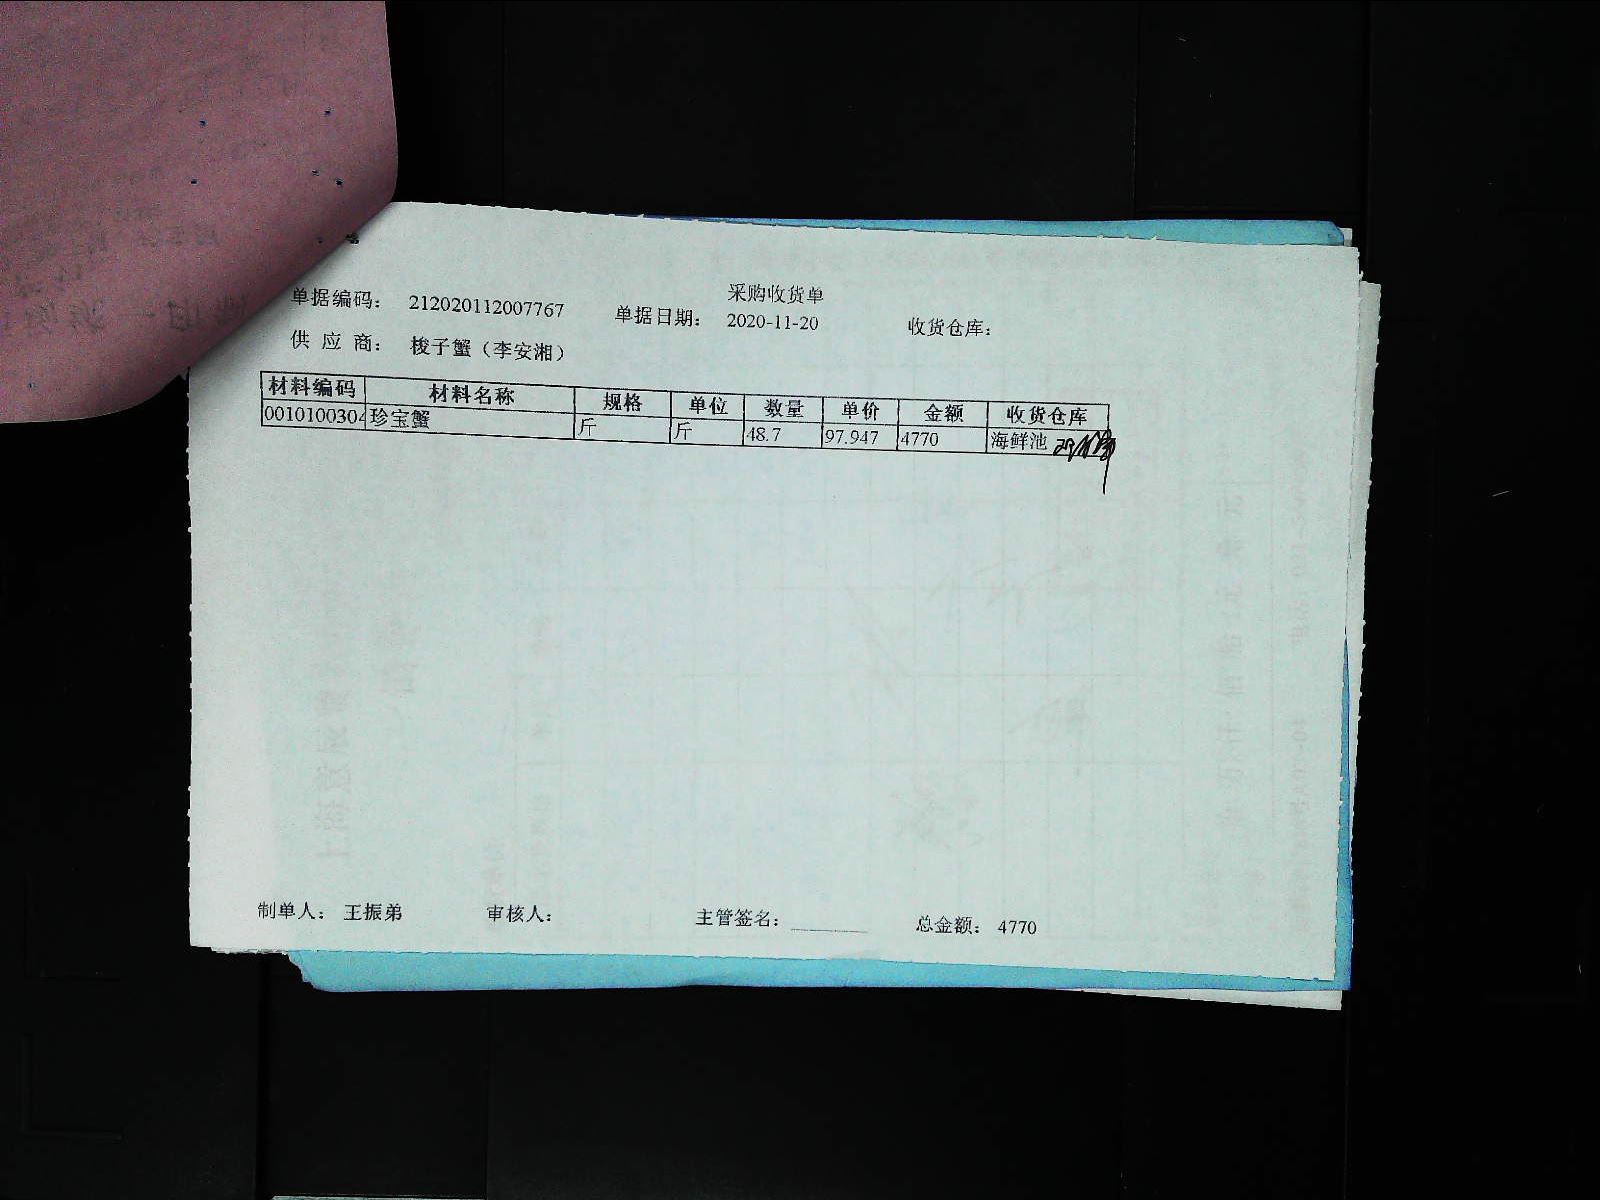 采购收货单
单据编码： 212020112007767 单据日期： 2020-11-20 收货仓库：
供 应 商： 梭子蟹（李安湘）
材料编码 材料名称 规格 单位 数量 单价 金额 收货仓库
0010100304 珍宝蟹 斤 斤 48.7 97.947 4770 海鲜池
制单人： 王振弟 审核人： 主管签名： 总金额： 4770